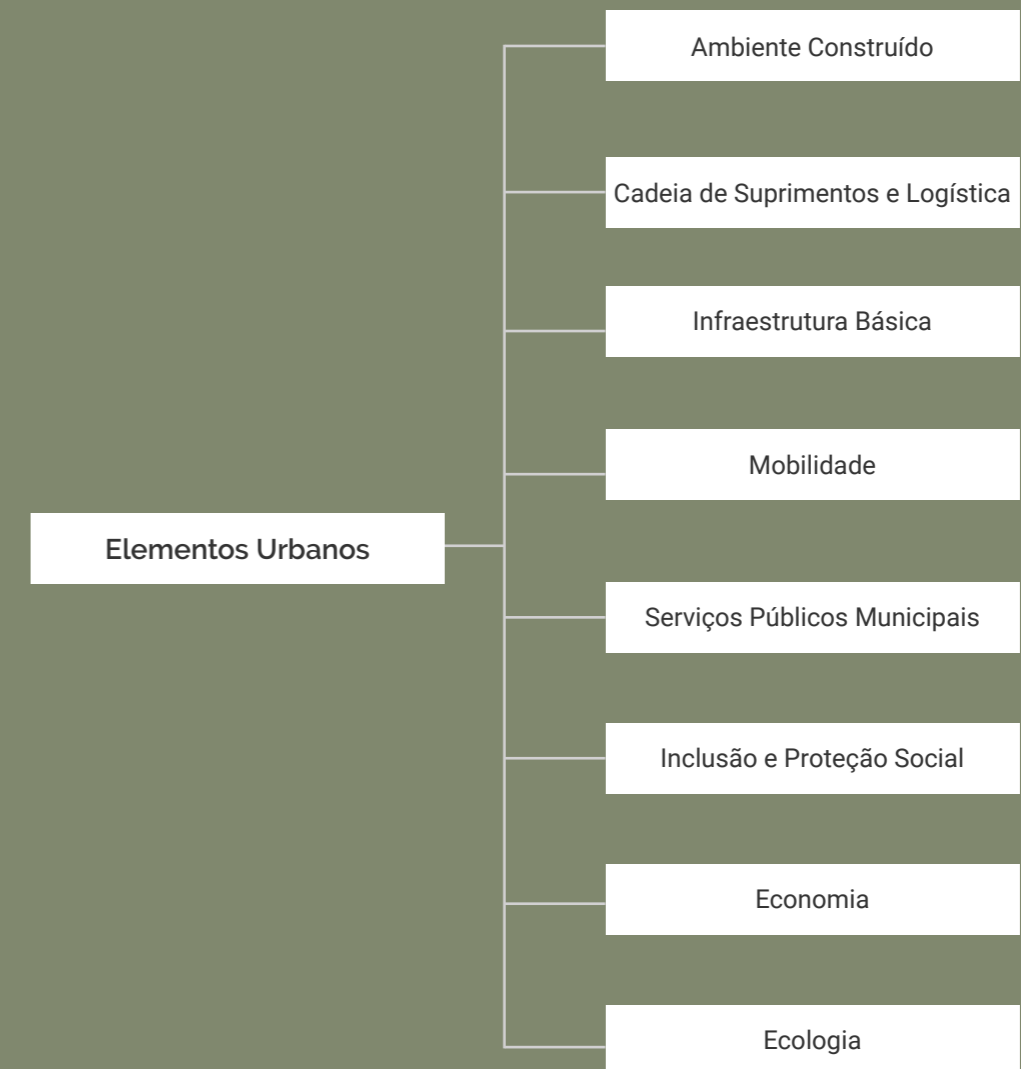 Ambiente Construído
Cadeia de Suprimentos e Logística
Infraestrutura Básica
Mobilidade
Elementos Urbanos
Serviços Públicos Municipais
Inclusão e Proteção Social
Economia
Ecologia